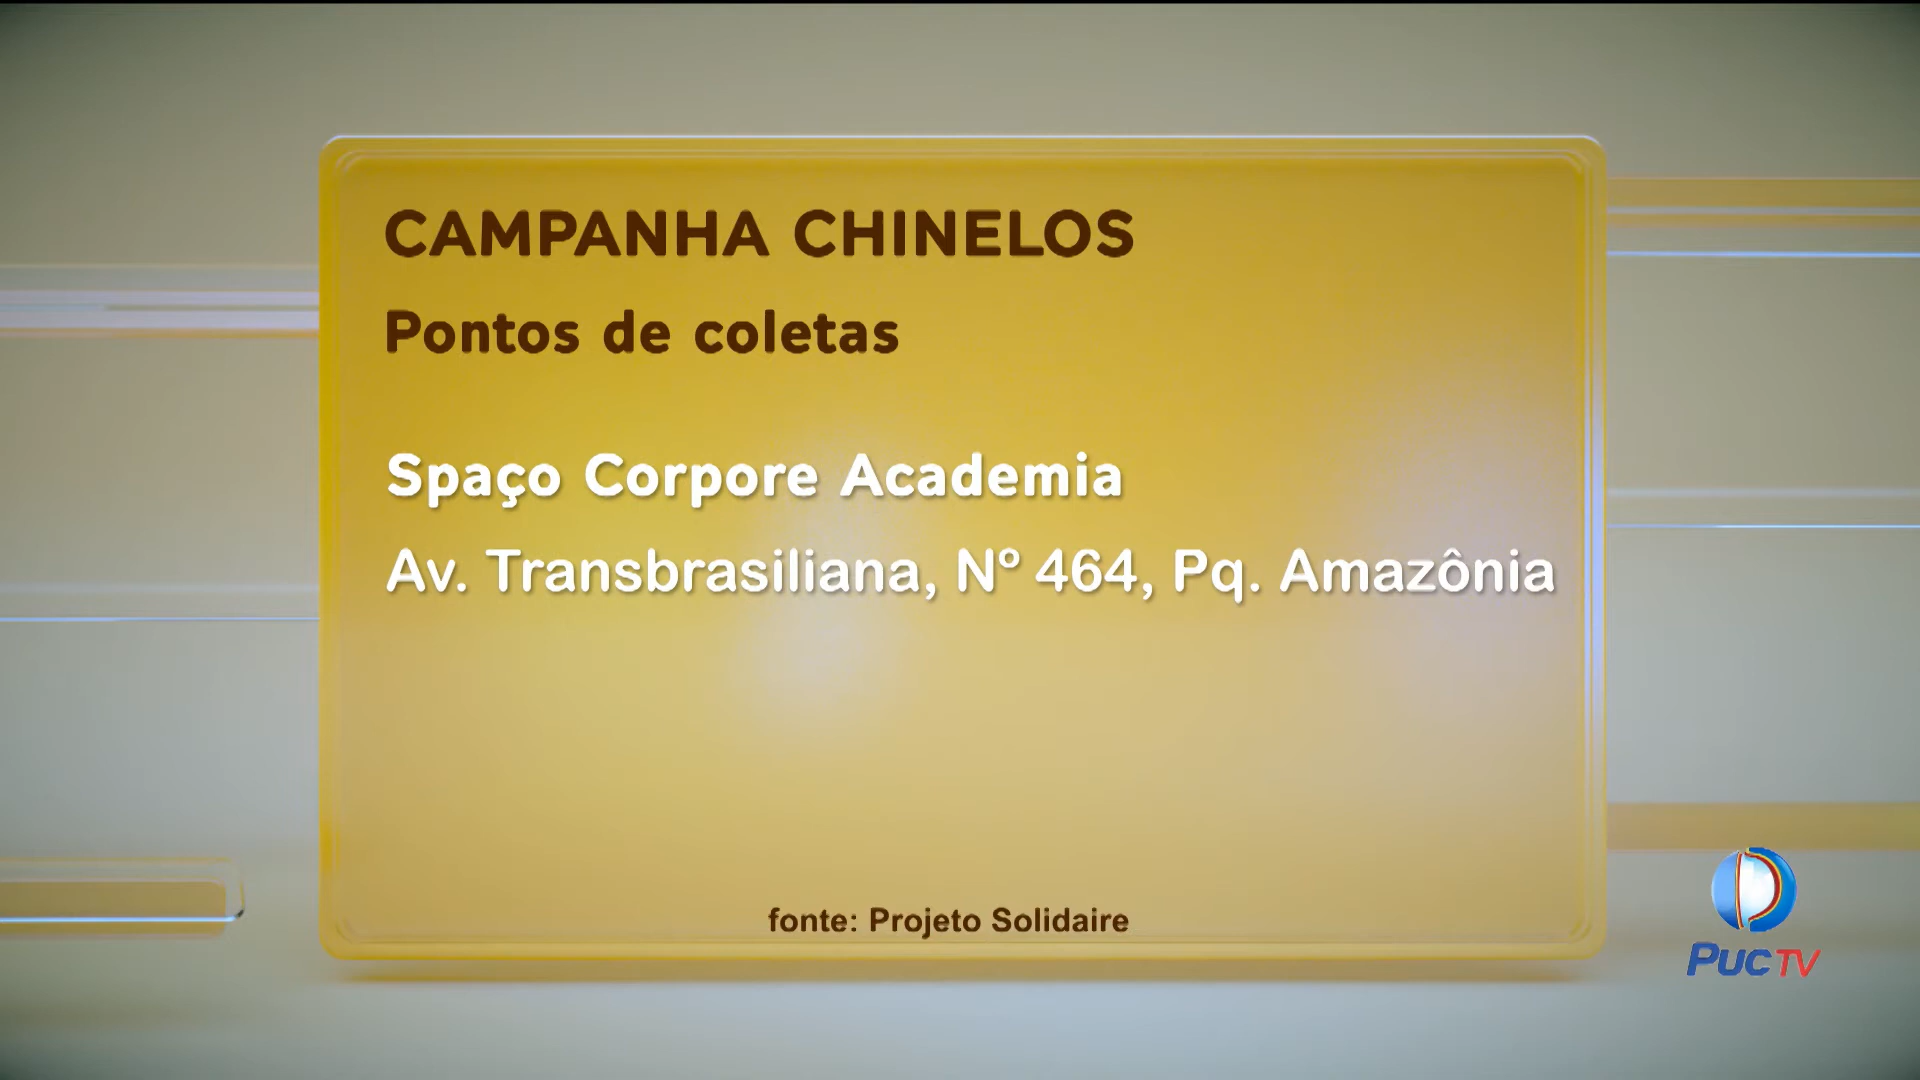 CAMPANHA CHINELOS
Pontos de coletas
Spaço Corpore Academia
Av. Transbrasiliana, Nº 464, Pq. Amazônia
fonte: Projeto Solidaire
PUC TV